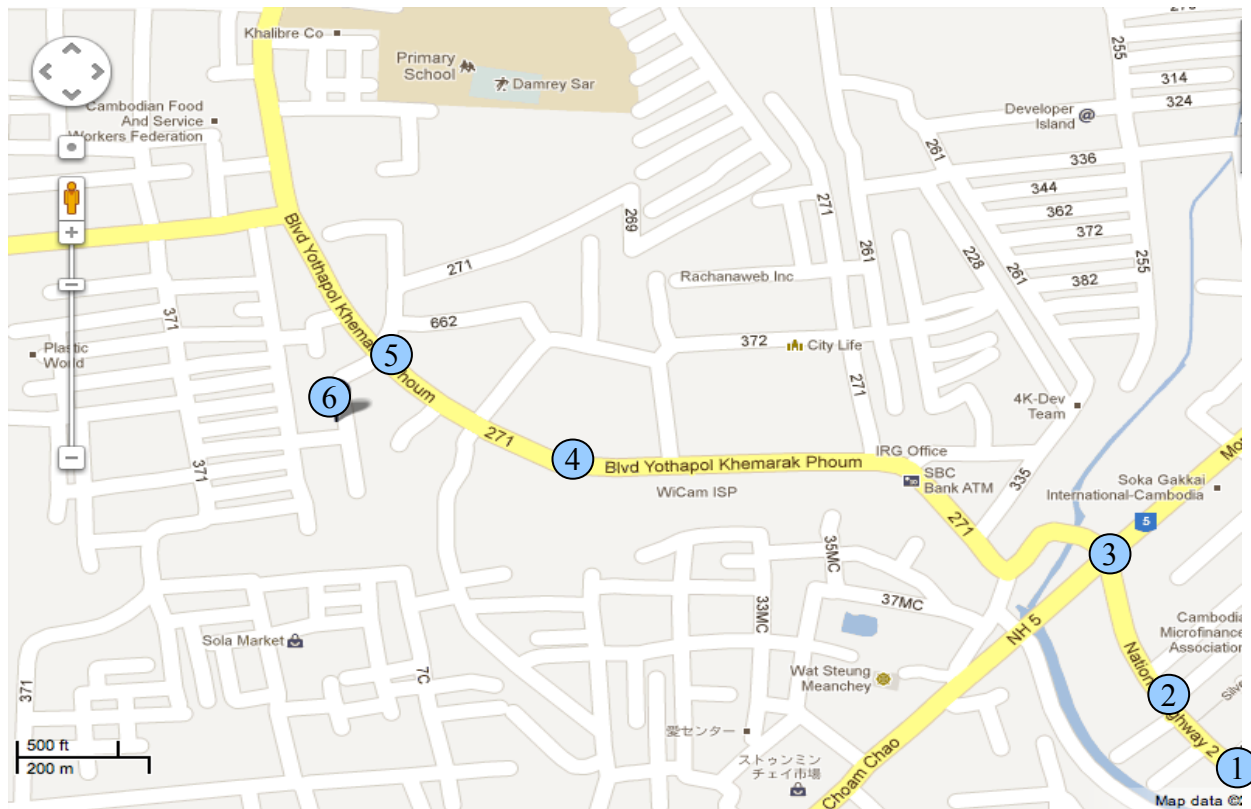 270
Khalibre Co
255
Primary
School
Damrey Sar
314
324
Cambodian Food
And Service
Workers Federation
Developer
Island
@
261
336
344
271
362
269
372
Blvd Yothapol Khemarak Phoum
261
228
261
255
271
Rachanaweb Inc
382
371
662
372
City Life
Plastic
World
5
6
271
4K-Dev
Team
271
4
Blvd Yothapol Khemarak Phoum
IRG Office
SBC
Bank ATM
335
Soka Gakkai
International-Cambodia
WiCam ISP
371
5
271
3
35MC
33MC
37MC
NH 5
Cambodia
Microfinance
Association
Sola Market
Wat Steung
Meanchey
371
7C
2
愛センター
ストゥンミン
チェイ市場
Choam Chao
500 ft
200 m
1
Map data ©